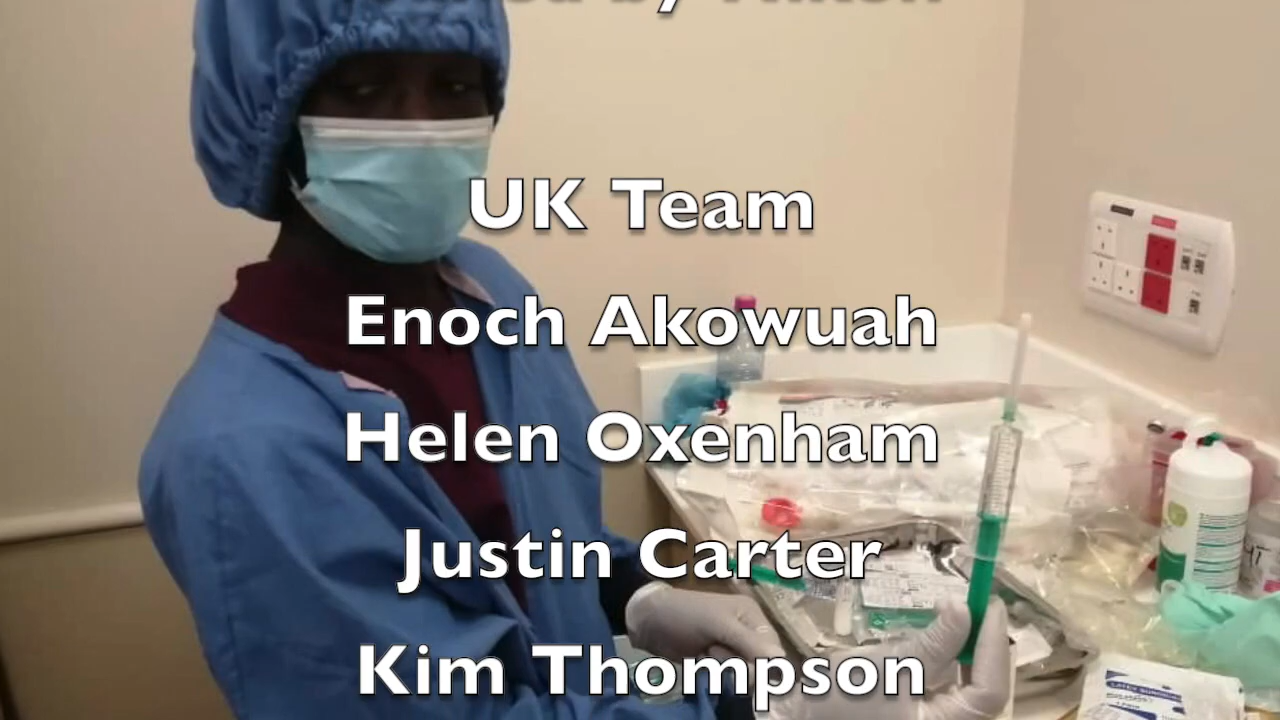 UK Team
Enoch Akowuah
Helen Oxenham
Justin Carter
Kim Thompson